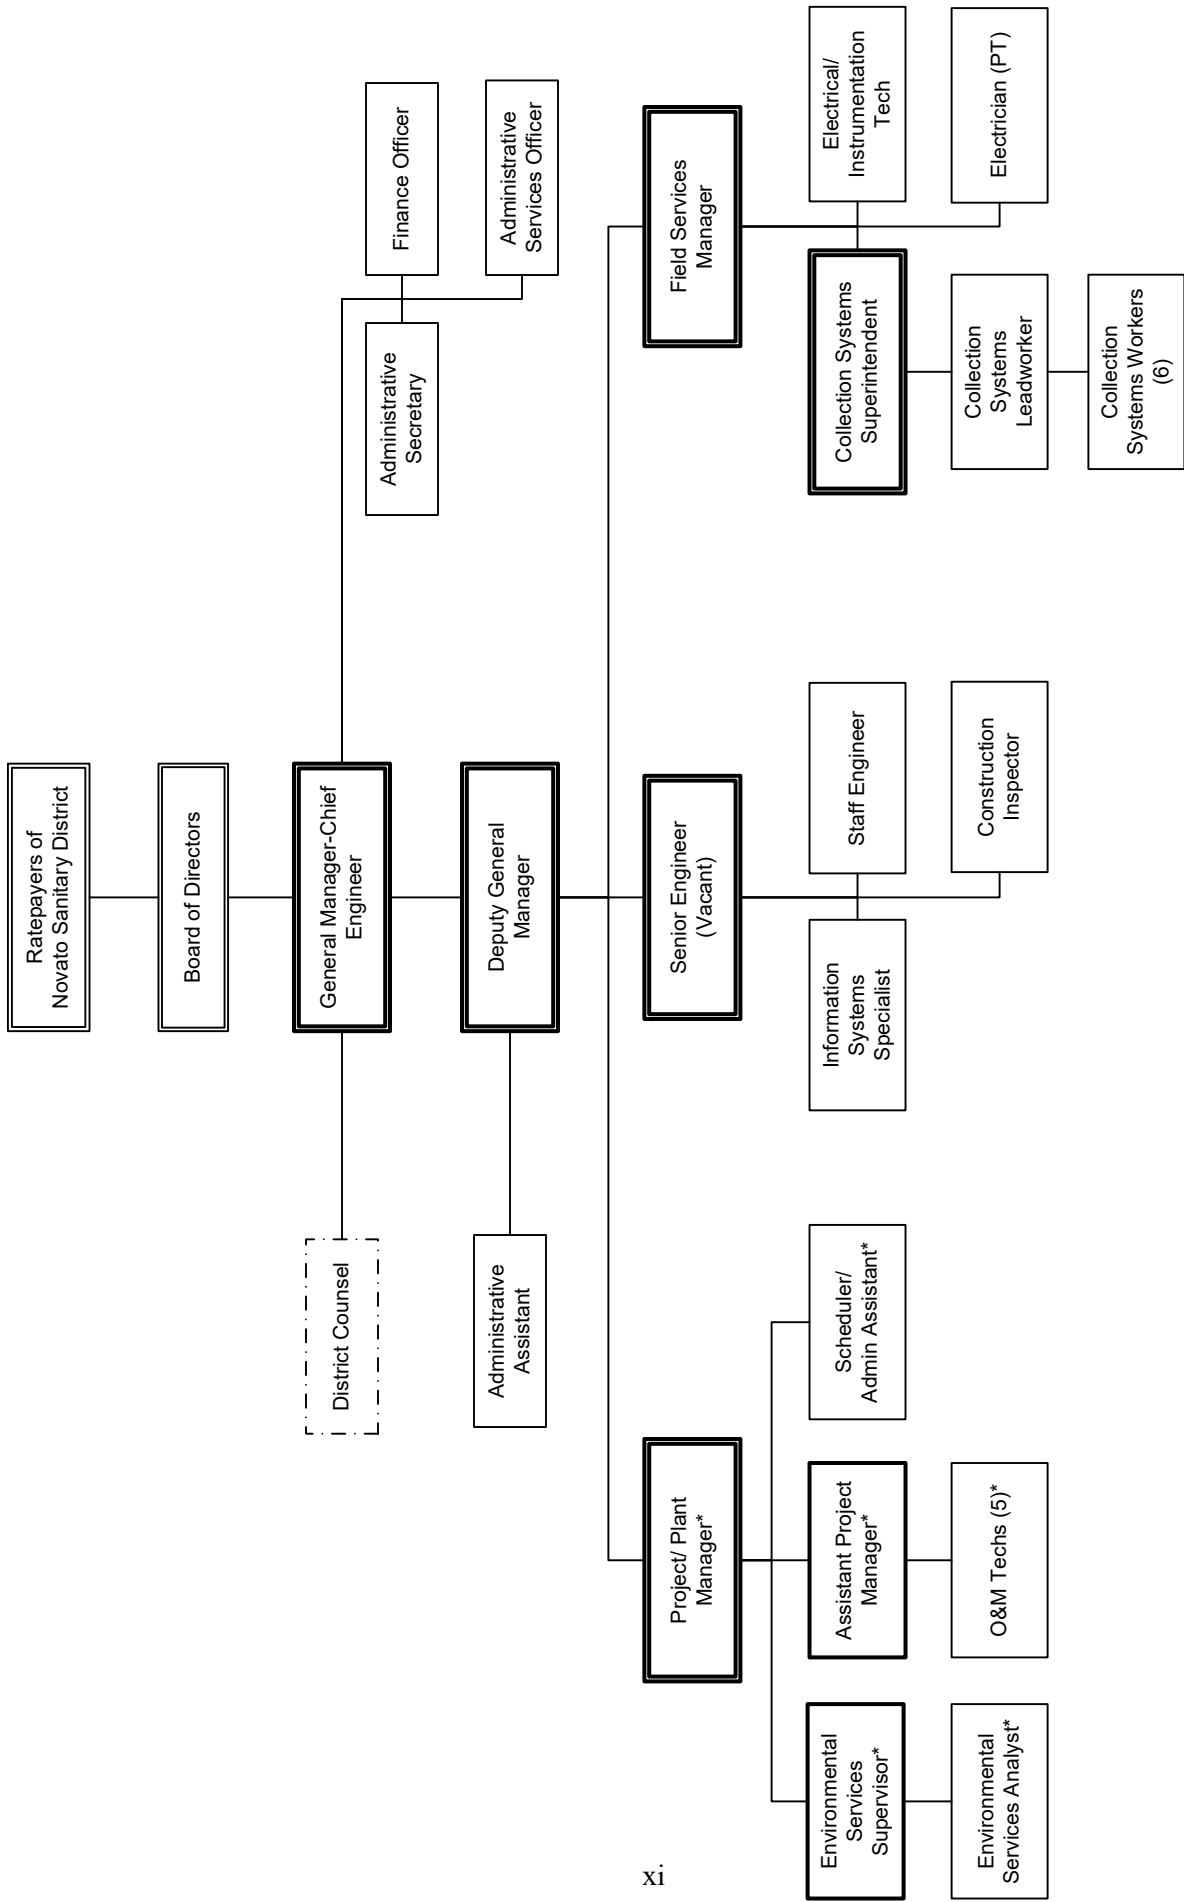 Ratepayers of
Novato Sanitary District
Board of Directors
District Counsel
General Manager-Chief
Engineer
Administrative
Secretary
Finance Officer
Administrative
Services Officer
Administrative
Assistant
Deputy General
Manager
Project/ Plant
Manager*
Senior Engineer
(Vacant)
Field Services
Manager
Environmental
Services
Supervisor*
Assistant Project
Manager*
Scheduler/
Admin Assistant*
Information
Systems
Specialist
Staff Engineer
Collection Systems
Superintendent
Electrical/
Instrumentation
Tech
Environmental
Services Analyst*
O&M Techs (5)*
Construction
Inspector
Collection
Systems
Leadworker
Electrician (PT)
Collection
Systems Workers
(6)
xi